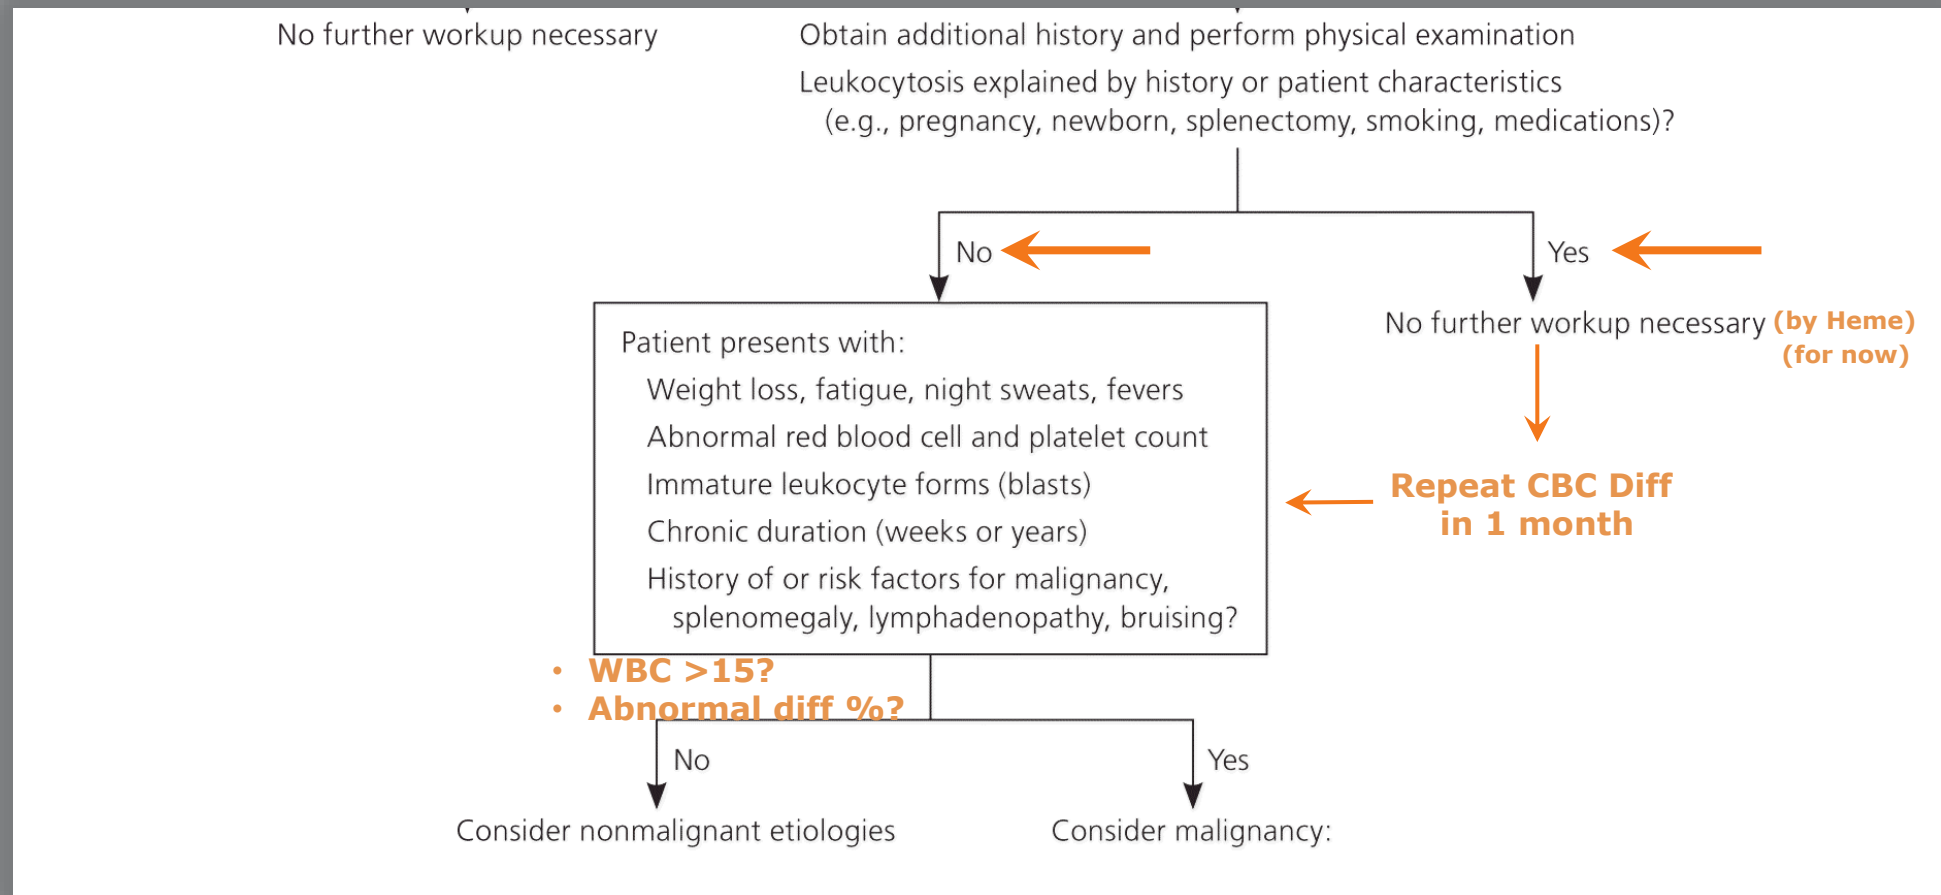 No further workup necessary
Obtain additional history and perform physical examination
Leukocytosis explained by history or patient characteristics
(e.g., pregnancy, newborn, splenectomy, smoking, medications)?
No
Yes
No further workup necessary (by Heme)
(for now)
Patient presents with:
Weight loss, fatigue, night sweats, fevers
Abnormal red blood cell and platelet count
Immature leukocyte forms (blasts)
Chronic duration (weeks or years)
History of or risk factors for malignancy,
splenomegaly, lymphadenopathy, bruising?
Repeat CBC Diff
in 1 month
• WBC >15?
• Abnormal diff %?
No
Yes
Consider nonmalignant etiologies
Consider malignancy: